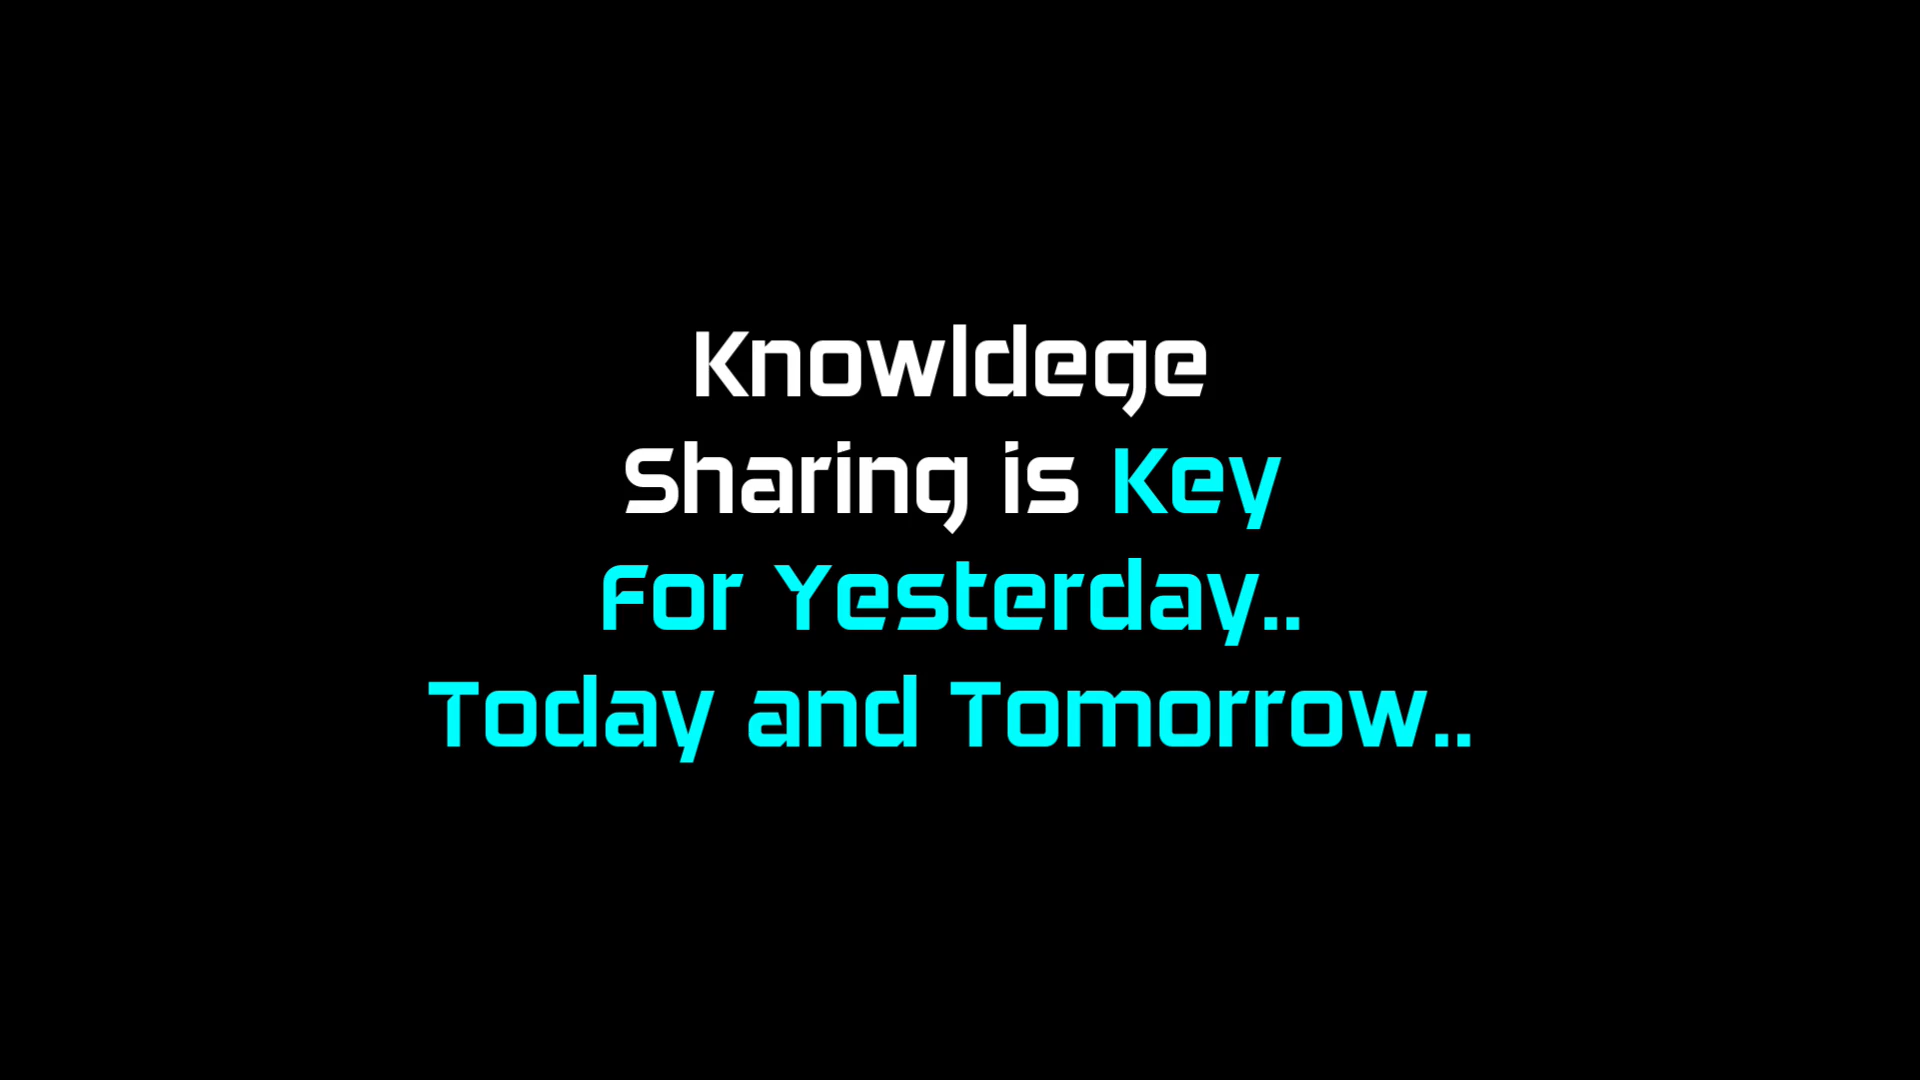 Knowldege
Sharing is Key
For Yesterday..
Today and Tomorrow..